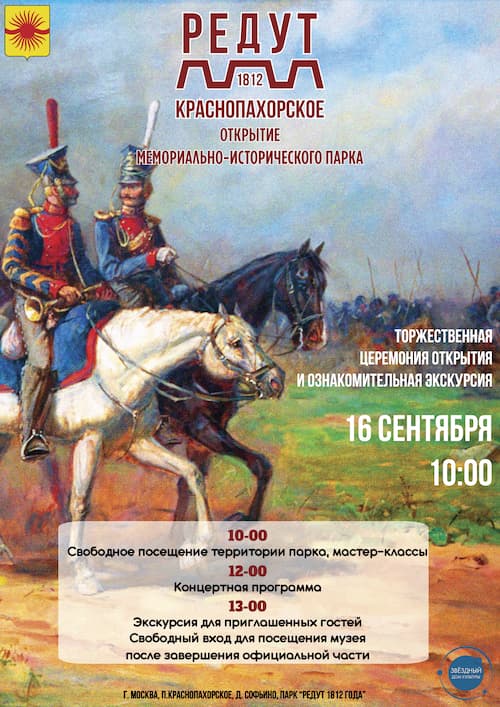 РЕДУТ
1812
КРАСНОПАХОРСКОЕ
ОТКРЫТИЕ
МЕМОРИАЛЬНО-ИСТОРИЧЕСКОГО ПАРКА
ТОРЖЕСТВЕННАЯ
ЦЕРЕМОНИЯ ОТКРЫТИЯ
И ОЗНАКОМИТЕЛЬНАЯ ЭКСКУРСИЯ
16 СЕНТЯБРЯ
10:00
10-00
Свободное посещение территории парка, мастер-классы
12-00
Концертная программа
13-00
Экскурсия для приглашенных гостей
Свободный вход для посещения музея
после завершения официальной части
ЗВЁЗДНЫЙ
ДОМ КУЛЬТУРЫ
Г. МОСКВА, П.КРАСНОПАХОРСКОЕ, Д. СОФЬИНО, ПАРК "РЕДУТ 1812 ГОДА"